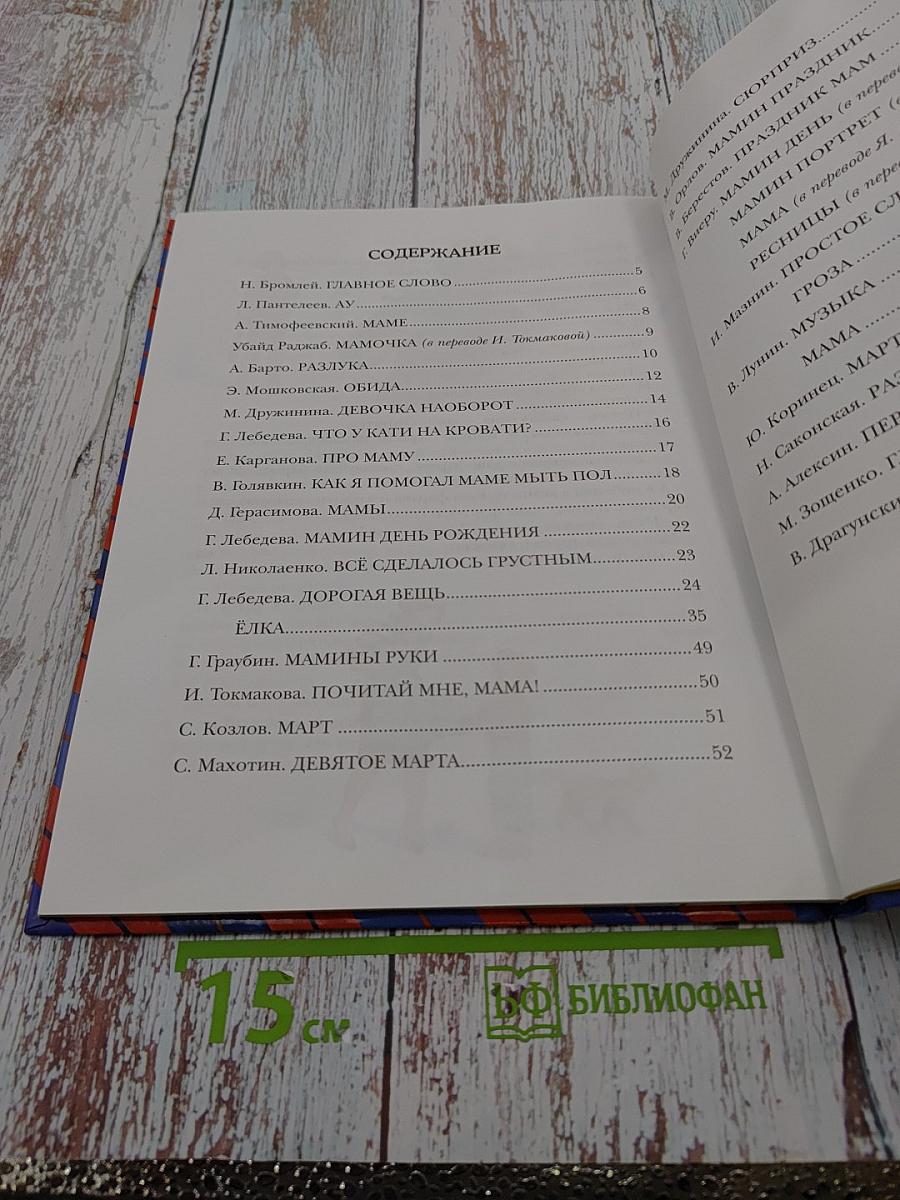 СОДЕРЖАНИЕ
Н. Бромлей. ГЛАВНОЕ СЛОВО 5
Л. Пантелеев. АУ 6
А. Тимофеевский. МАМЕ 8
Убайд Раджаб. МАМОЧКА (в переводе И. Токмаковой) 9
А. Барто. РАЗЛУКА 10
Э. Мошковская. ОБИДА 12
М. Дружинина. ДЕВОЧКА НАОБОРОТ 14
Г. Лебедева. ЧТО У КАТИ НА КРОВАТИ? 16
Е. Карганова. ПРО МАМУ 17
В. Голявкин. КАК Я ПОМОГАЛ МАМЕ МЫТЬ ПОЛ 18
Д. Герасимова. МАМЫ 20
Г. Лебедева. МАМИН ДЕНЬ РОЖДЕНИЯ 22
Л. Николаенко. ВСЁ СДЕЛАЛОСЬ ГРУСТНЫМ 23
Г. Лебедева. ДОРОГАЯ ВЕЩЬ 24
ЁЛКА 35
Г. Граубин. МАМИНЫ РУКИ 49
И. Токмакова. ПОЧИТАЙ МНЕ, МАМА! 50
С. Козлов. МАРТ 51
С. Махотин. ДЕВЯТОЕ МАРТА 52
М. Дружинина. СЮРПРИЗ
В. Орлов. МАМИН ПРАЗДНИК
В. Берестов. ПРАЗДНИК МАМ
Г. Виеру. МАМИН ДЕНЬ (в
МАМИН ПОРТРЕТ
МАМА (в переводе Я.
РЕСНИЦЫ (в
И. Мазнин. ПРОСТОЕ
ГРОЗА
В. Лунин. МУЗЫКА
МАМА
Ю. Коринец. МАРТ
Н. Саконская.
А. Алексин.
М. Зощенко.
В.
15 см
БФ БИБЛИОФАН